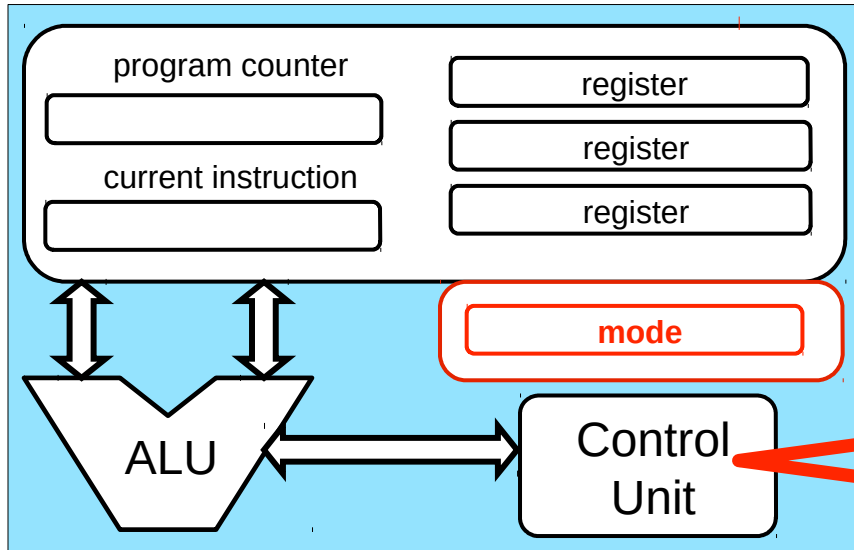 program counter
current instruction
register
register
register
mode
ALU
Control
Unit